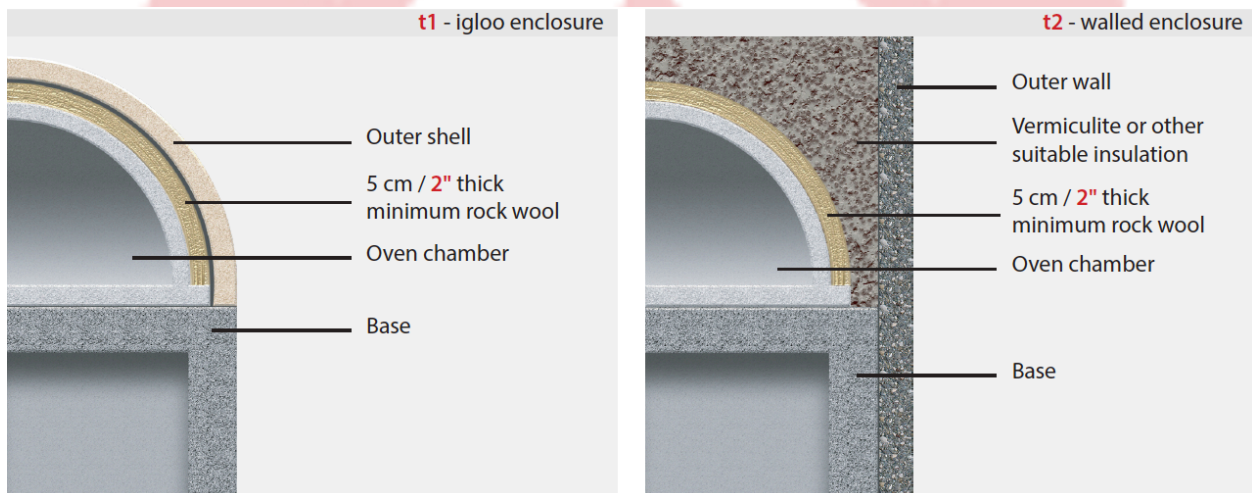 t1 - igloo enclosure
Outer shell
5 cm / 2" thick
minimum rock wool
Oven chamber
Base
t2 - walled enclosure
Outer wall
Vermiculite or other
suitable insulation
5 cm / 2" thick
minimum rock wool
Oven chamber
Base